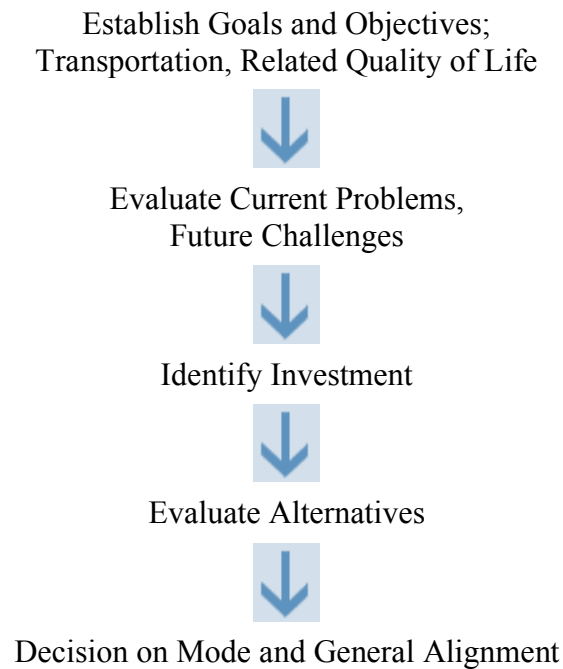 Establish Goals and Objectives;
Transportation, Related Quality of Life
Evaluate Current Problems,
Future Challenges
Identify Investment
Evaluate Alternatives
Decision on Mode and General Alignment